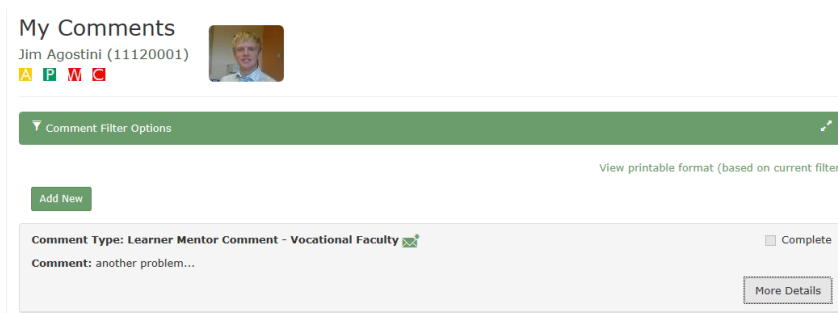 My Comments
Jim Agostini (11120001)
A P W C
Comment Filter Options
View printable format (based on current filter
Add New
Comment Type: Learner Mentor Comment - Vocational Faculty
Complete
Comment: another problem...
More Details